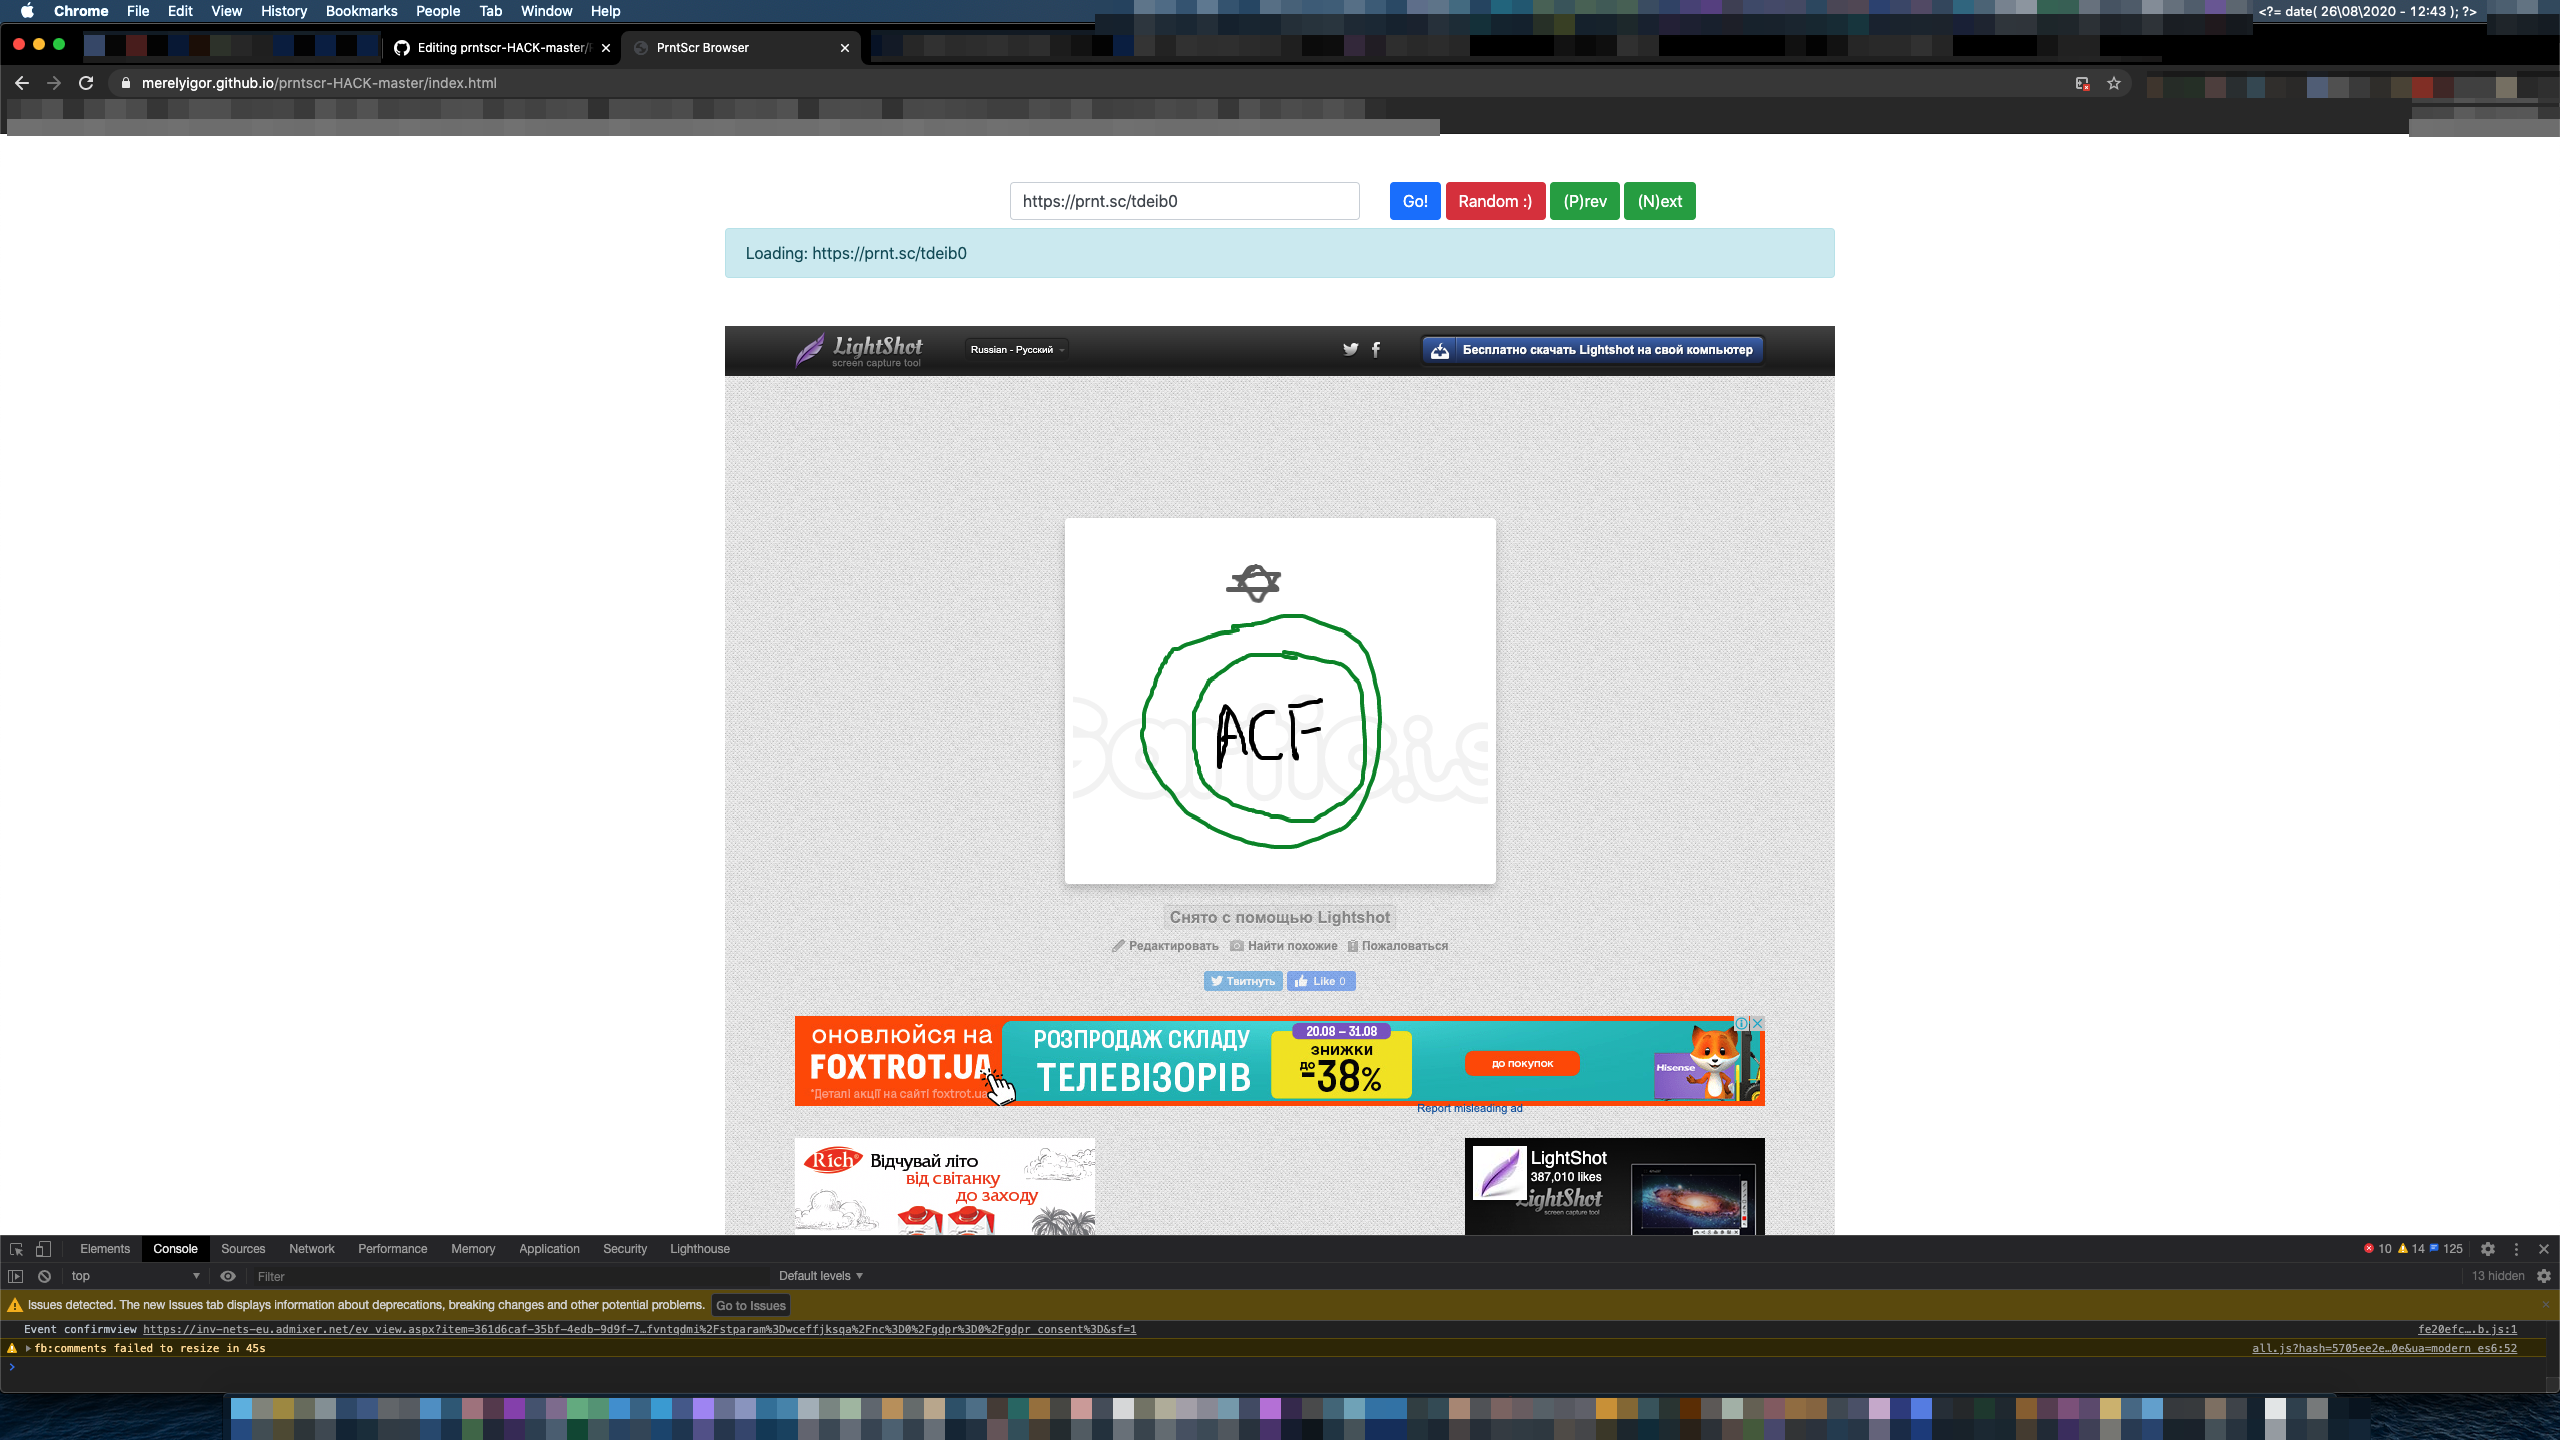 Chrome File Edit View History Bookmarks People Tab Window Help
<?= date( 26\08\2020 - 12:43 ); ?>
Editing prntscr-HACK-master/
PrntScr Browser
merelyigor.github.io/prntscr-HACK-master/index.html
https://prnt.sc/tdeib0
Go!
Random :)
(P)rev
(N)ext
Loading: https://prnt.sc/tdeib0
LightShot
screen capture tool
Russian - Русский
Бесплатно скачать Lightshot на свой компьютер
ACF
Снято с помощью Lightshot
Редактировать Найти похожие Пожаловаться
Твитнуть
Like 0
ОНОВЛЮЙСЯ НА
FOXTROT.UA
*Деталі акції на сайті foxtrot.ua
РОЗПРОДАЖ СКЛАДУ
ТЕЛЕВІЗОРІВ
20.08 – 31.08
ЗНИЖКИ
ДО -38%
ДО ПОКУПОК
Hisense
Report misleading ad
Rich
Відчувай літо
від світанку
до заходу
LightShot
387,010 likes
LightShot
screen capture tool
Elements Console Sources Network Performance Memory Application Security Lighthouse
10 14 125
top
Filter
Default levels
13 hidden
Issues detected. The new Issues tab displays information about deprecations, breaking changes and other potential problems. Go to Issues
Event confirmview https://inv-nets-eu.admixer.net/ev_view.aspx?item=361d6caf-35bf-4edb-9d9f-7…fvntqdmi%2Fstparam%3Dwceffjksqa%2Fnc%3D0%2Fgdpr%3D0%2Fgdpr_consent%3D&sf=1
fe20efc….b.js:1
fb:comments failed to resize in 45s
all.js?hash=5705ee2e…0e&ua=modern_es6:52